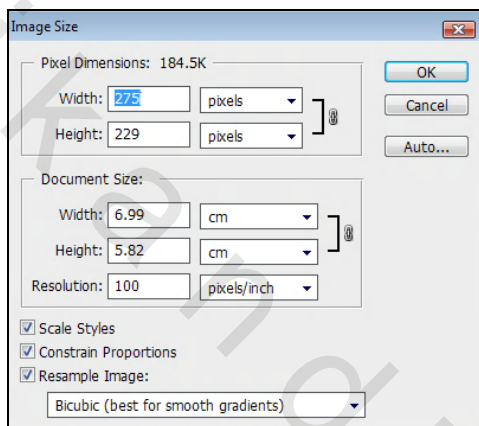 Image Size
Pixel Dimensions: 184.5K
Width: 275 pixels
Height: 229 pixels
OK
Cancel
Auto...
Document Size:
Width: 6.99 cm
Height: 5.82 cm
Resolution: 100 pixels/inch
Scale Styles
Constrain Proportions
Resample Image:
Bicubic (best for smooth gradients)